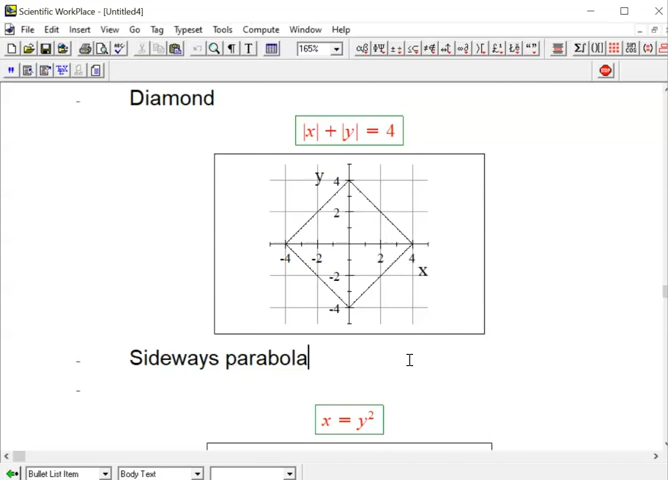 Scientific WorkPlace - [Untitled4]
File Edit Insert View Go Tag Tools Compute Window Help
165%
Diamond
|x| + |y| = 4
y
4
2
-4 -2 2 4
x
-2
-4
Sideways parabola
x = y²
Bullet List Item Body Text